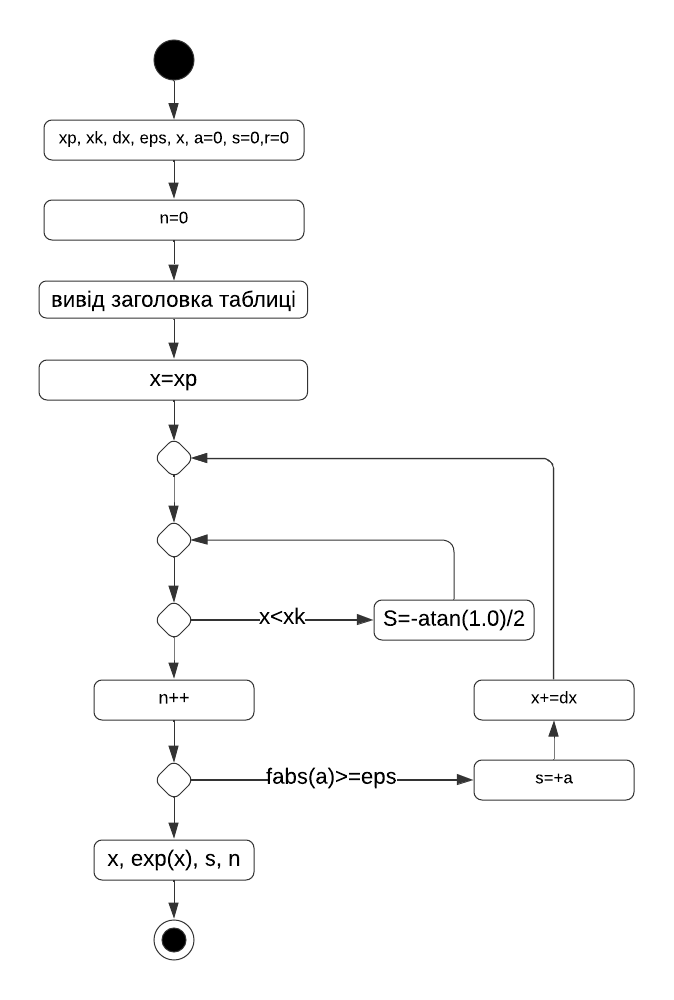 xp, xk, dx, eps, x, a=0, s=0,r=0
n=0
вивід заголовка таблиці
x=xp
x<xk
S=-atan(1.0)/2
n++
x+=dx
fabs(a)>=eps
s=+a
x, exp(x), s, n